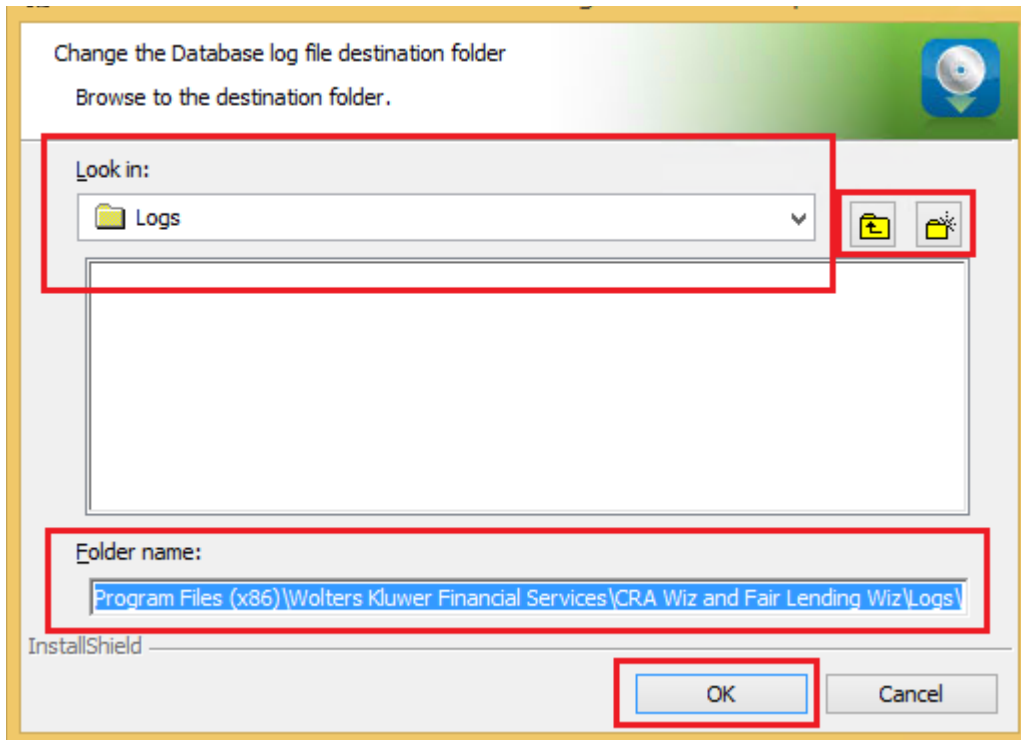 Change the Database log file destination folder
Browse to the destination folder.
Look in:
Logs
Folder name:
Program Files (x86)\Wolters Kluwer Financial Services\CRA Wiz and Fair Lending Wiz\Logs\
InstallShield
OK Cancel